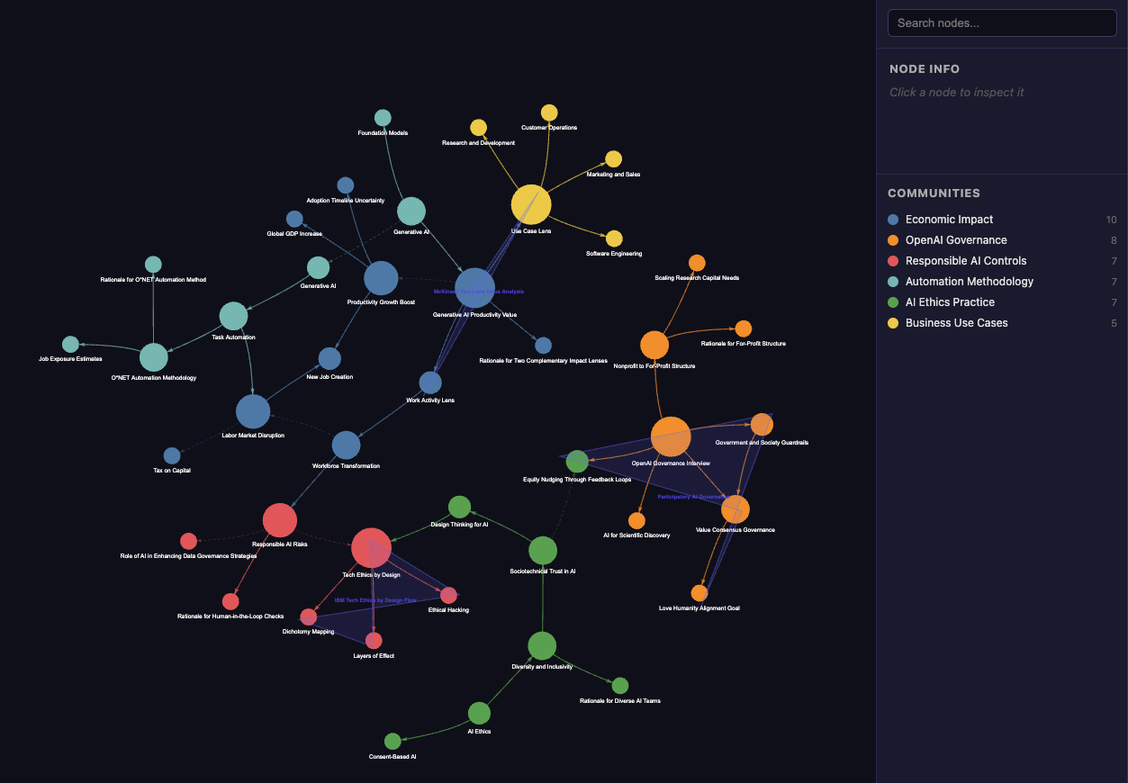 Search nodes...
NODE INFO
Click a node to inspect it
COMMUNITIES
Economic Impact 10
OpenAI Governance 8
Responsible AI Controls 7
Automation Methodology 7
AI Ethics Practice 7
Business Use Cases 5
Customer Operations
Foundation Models
Research and Development
Marketing and Sales
Adoption Timeline Uncertainty
Global GDP Increase
Generative AI
Use Case Lens
Software Engineering
Rationale for O*NET Automation Method
Generative AI
Scaling Research Capital Needs
Productivity Growth Boost
Generative AI Productivity Value
Task Automation
Rationale for For-Profit Structure
Job Exposure Estimates
Rationale for Two Complementary Impact Lenses
Nonprofit to For-Profit Structure
O*NET Automation Methodology
New Job Creation
Work Activity Lens
Labor Market Disruption
Government and Society Guardrails
Workforce Transformation
OpenAI Governance Interview
Tax on Capital
Equity Nudging Through Feedback Loops
Design Thinking for AI
Value Consensus Governance
AI for Scientific Discovery
Responsible AI Risks
Role of AI in Enhancing Data Governance Strategies
Sociotechnical Trust in AI
Tech Ethics by Design
IBM Tech Ethics by Design Flow
Love Humanity Alignment Goal
Ethical Hacking
Rationale for Human-in-the-Loop Checks
Dichotomy Mapping
Layers of Effect
Diversity and Inclusivity
Rationale for Diverse AI Teams
AI Ethics
Consent-Based AI
Participatory AI